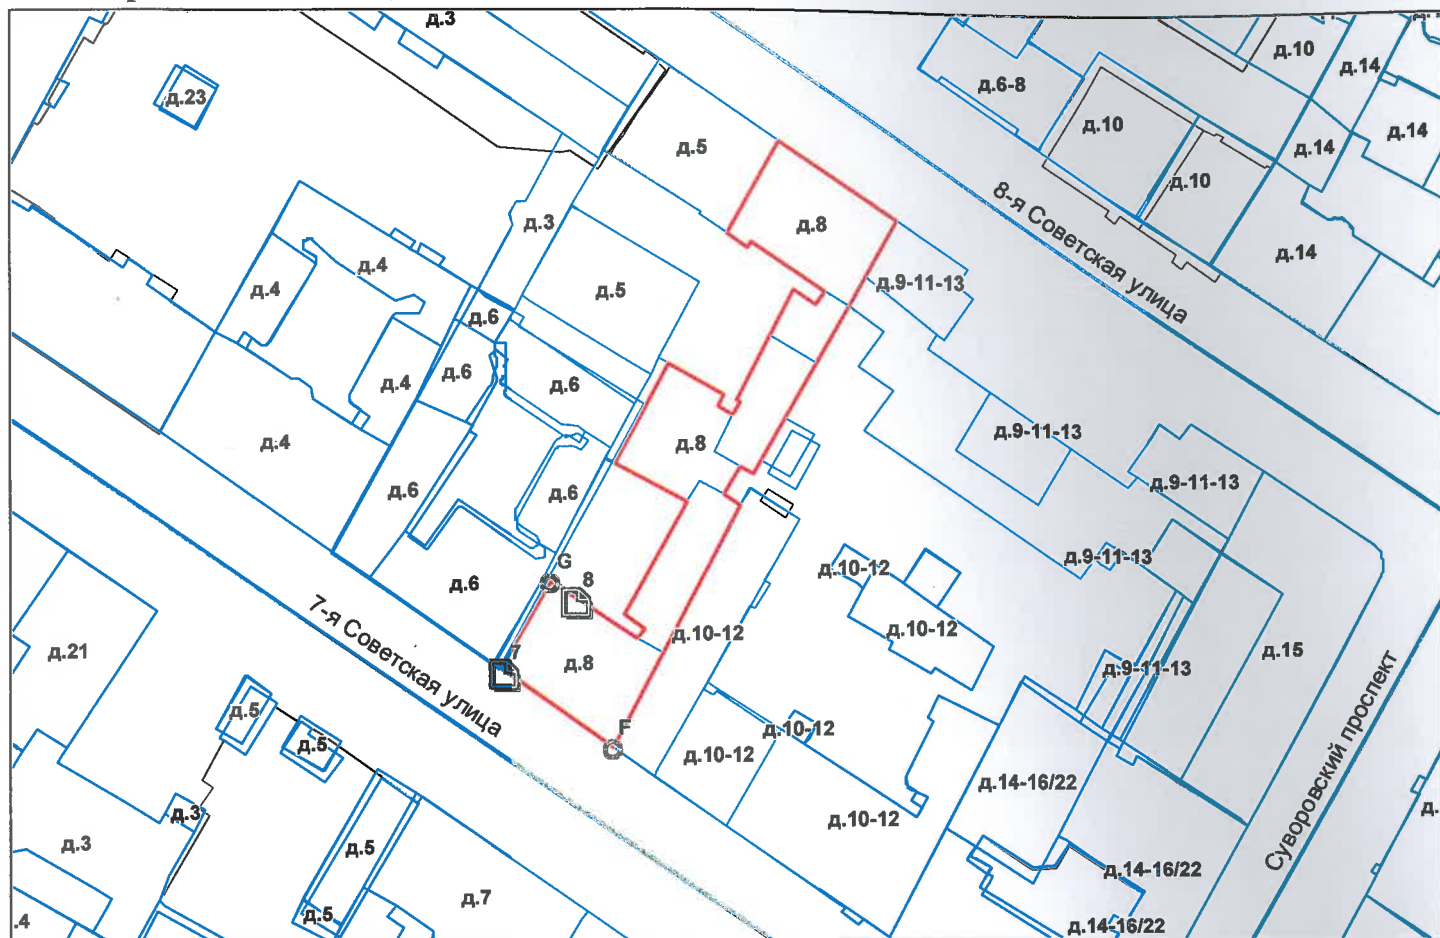 д.3
д.10
д.14
д.6-8
д.23
д.10
д.14
д.5
д.14
д.10
д.3
д.8
8-я Советская улица
д.14
д.4
д.4
д.5
д.9-11-13
д.6
д.6
д.6
д.4
д.4
д.8
д.9-11-13
д.6
д.6
д.9-11-13
д.9-11-13
G
8
д.6
д.10-12
7-я Советская улица
д.10-12
д.10-12
д.21
7
д.8
д.9-11-13
д.15
д.5
F
д.5
д.10-12
д.10-12
Суворовский проспект
д.14-16/22
д.3
д.10-12
д.
д.3
д.5
д.14-16/22
д.7
.4
д.5
д.14-16/22